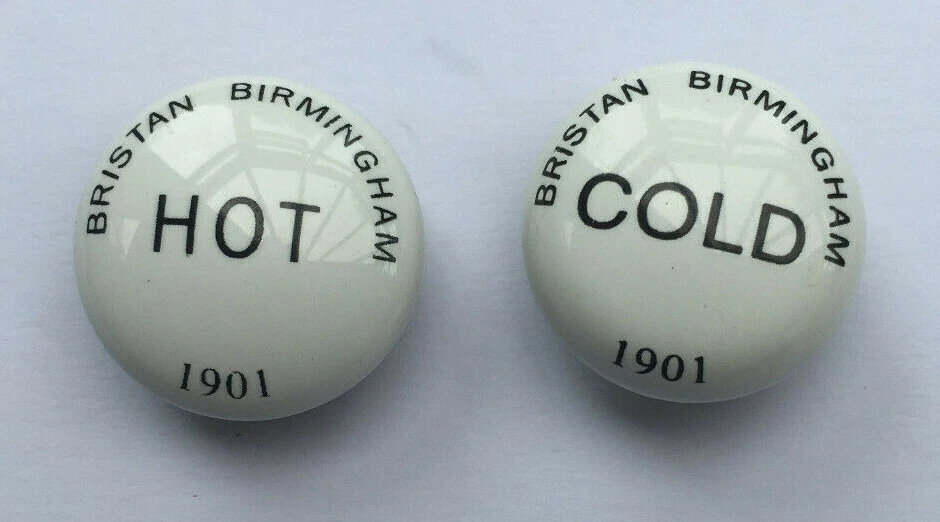 BRISTAN BIRMINGHAM
HOT
1901
BRISTAN BIRMINGHAM
COLD
1901